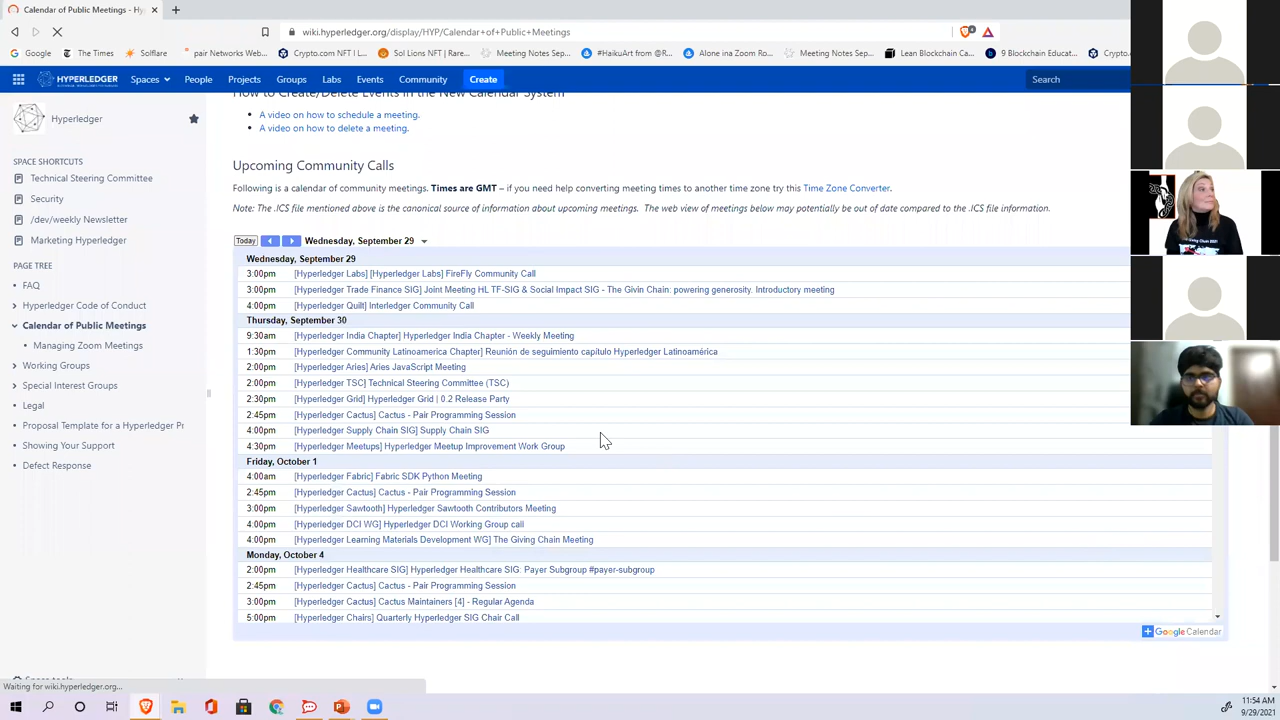 Calendar of Public Meetings - Hy
wiki.hyperledger.org/display/HYP/Calendar+of+Public+Meetings
Google
The Times
Solflare
pair Networks Web...
Crypto.com NFT | L...
Sol Lions NFT | Rare...
Meeting Notes Sep...
#HaikuArt from @R...
Alone ina Zoom Ro...
Meeting Notes Sep...
Lean Blockchain Ca...
9 Blockchain Educat...
Crypto.co
HYPERLEDGER
Spaces
People
Projects
Groups
Labs
Events
Community
Create
Search
Hyperledger
SPACE SHORTCUTS
Technical Steering Committee
Security
/dev/weekly Newsletter
Marketing Hyperledger
PAGE TREE
FAQ
Hyperledger Code of Conduct
Calendar of Public Meetings
Managing Zoom Meetings
Working Groups
Special Interest Groups
Legal
Proposal Template for a Hyperledger Pr
Showing Your Support
Defect Response
How to Create/Delete Events in the New Calendar System
A video on how to schedule a meeting.
A video on how to delete a meeting.
Upcoming Community Calls
Following is a calendar of community meetings. Times are GMT – if you need help converting meeting times to another time zone try this Time Zone Converter.
Note: The .ICS file mentioned above is the canonical source of information about upcoming meetings. The web view of meetings below may potentially be out of date compared to the .ICS file information.
Today Wednesday, September 29
Wednesday, September 29
3:00pm [Hyperledger Labs] [Hyperledger Labs] FireFly Community Call
3:00pm [Hyperledger Trade Finance SIG] Joint Meeting HL TF-SIG & Social Impact SIG - The Givin Chain: powering generosity. Introductory meeting
4:00pm [Hyperledger Quilt] Interledger Community Call
Thursday, September 30
9:30am [Hyperledger India Chapter] Hyperledger India Chapter - Weekly Meeting
1:30pm [Hyperledger Community Latinoamerica Chapter] Reunión de seguimiento capítulo Hyperledger Latinoamérica
2:00pm [Hyperledger Aries] Aries JavaScript Meeting
2:00pm [Hyperledger TSC] Technical Steering Committee (TSC)
2:30pm [Hyperledger Grid] Hyperledger Grid | 0.2 Release Party
2:45pm [Hyperledger Cactus] Cactus - Pair Programming Session
4:00pm [Hyperledger Supply Chain SIG] Supply Chain SIG
4:30pm [Hyperledger Meetups] Hyperledger Meetup Improvement Work Group
Friday, October 1
4:00am [Hyperledger Fabric] Fabric SDK Python Meeting
2:45pm [Hyperledger Cactus] Cactus - Pair Programming Session
3:00pm [Hyperledger Sawtooth] Hyperledger Sawtooth Contributors Meeting
4:00pm [Hyperledger DCI WG] Hyperledger DCI Working Group call
4:00pm [Hyperledger Learning Materials Development WG] The Giving Chain Meeting
Monday, October 4
2:00pm [Hyperledger Healthcare SIG] Hyperledger Healthcare SIG: Payer Subgroup #payer-subgroup
2:45pm [Hyperledger Cactus] Cactus - Pair Programming Session
3:00pm [Hyperledger Cactus] Cactus Maintainers [4] - Regular Agenda
5:00pm [Hyperledger Chairs] Quarterly Hyperledger SIG Chair Call
Google Calendar
Waiting for wiki.hyperledger.org...
11:54 AM
9/29/2021